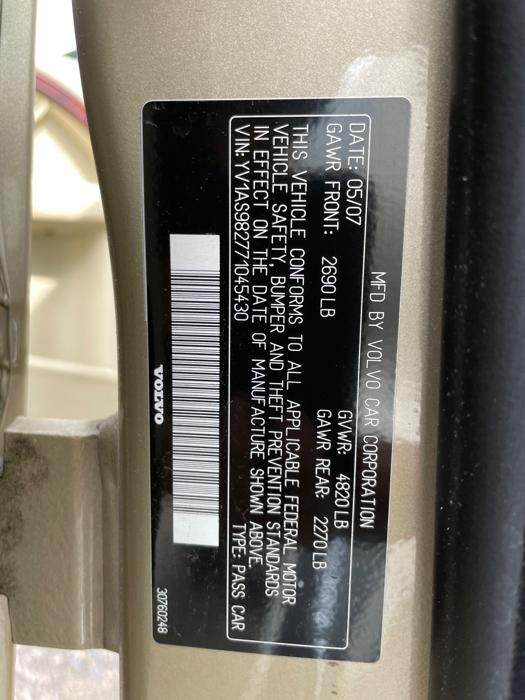 MFD BY VOLVO CAR CORPORATION
DATE: 05/07 GVWR: 4820 LB
GAWR FRONT: 2690 LB GAWR REAR: 2270 LB
THIS VEHICLE CONFORMS TO ALL APPLICABLE FEDERAL MOTOR
VEHICLE SAFETY, BUMPER AND THEFT PREVENTION STANDARDS
IN EFFECT ON THE DATE OF MANUFACTURE SHOWN ABOVE
VIN: YV1AS982771045430 TYPE: PASS CAR
VOLVO 30760248